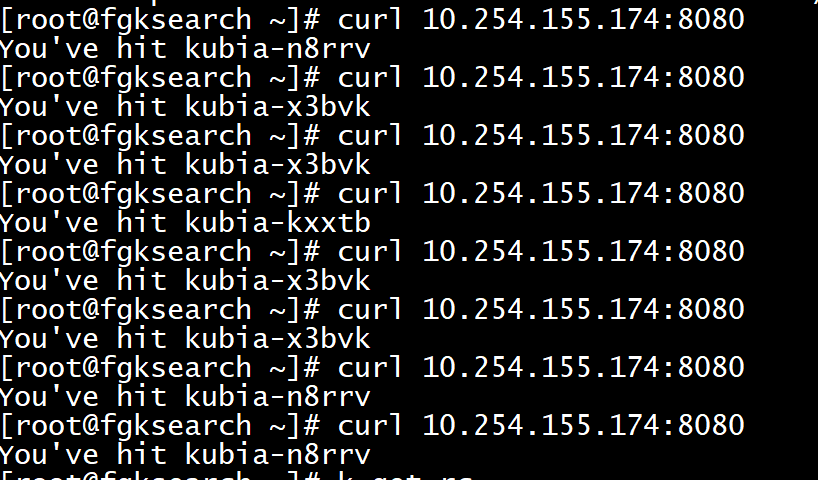 [root@fgksearch ~]# curl 10.254.155.174:8080
You've hit kubia-n8rrv
[root@fgksearch ~]# curl 10.254.155.174:8080
You've hit kubia-x3bvk
[root@fgksearch ~]# curl 10.254.155.174:8080
You've hit kubia-x3bvk
[root@fgksearch ~]# curl 10.254.155.174:8080
You've hit kubia-kxxtb
[root@fgksearch ~]# curl 10.254.155.174:8080
You've hit kubia-x3bvk
[root@fgksearch ~]# curl 10.254.155.174:8080
You've hit kubia-x3bvk
[root@fgksearch ~]# curl 10.254.155.174:8080
You've hit kubia-n8rrv
[root@fgksearch ~]# curl 10.254.155.174:8080
You've hit kubia-n8rrv
[root@fgksearch ~]# k get